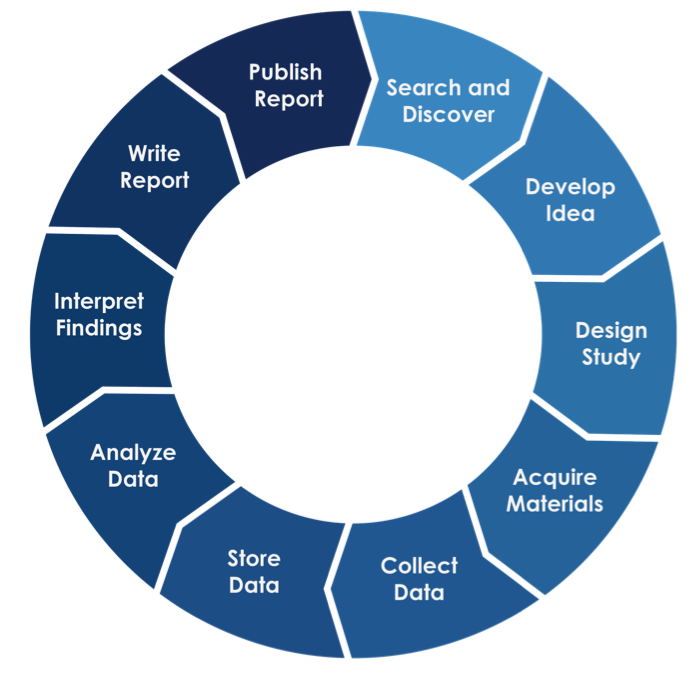 Publish
Report
Search and
Discover
Develop
Idea
Design
Study
Acquire
Materials
Collect
Data
Store
Data
Analyze
Data
Interpret
Findings
Write
Report